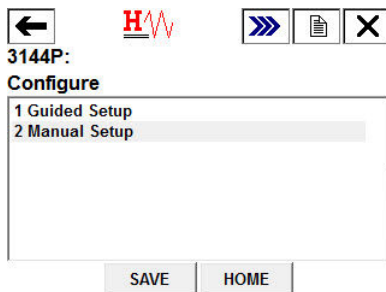 H
3144P:
Configure
1 Guided Setup
2 Manual Setup
SAVE HOME